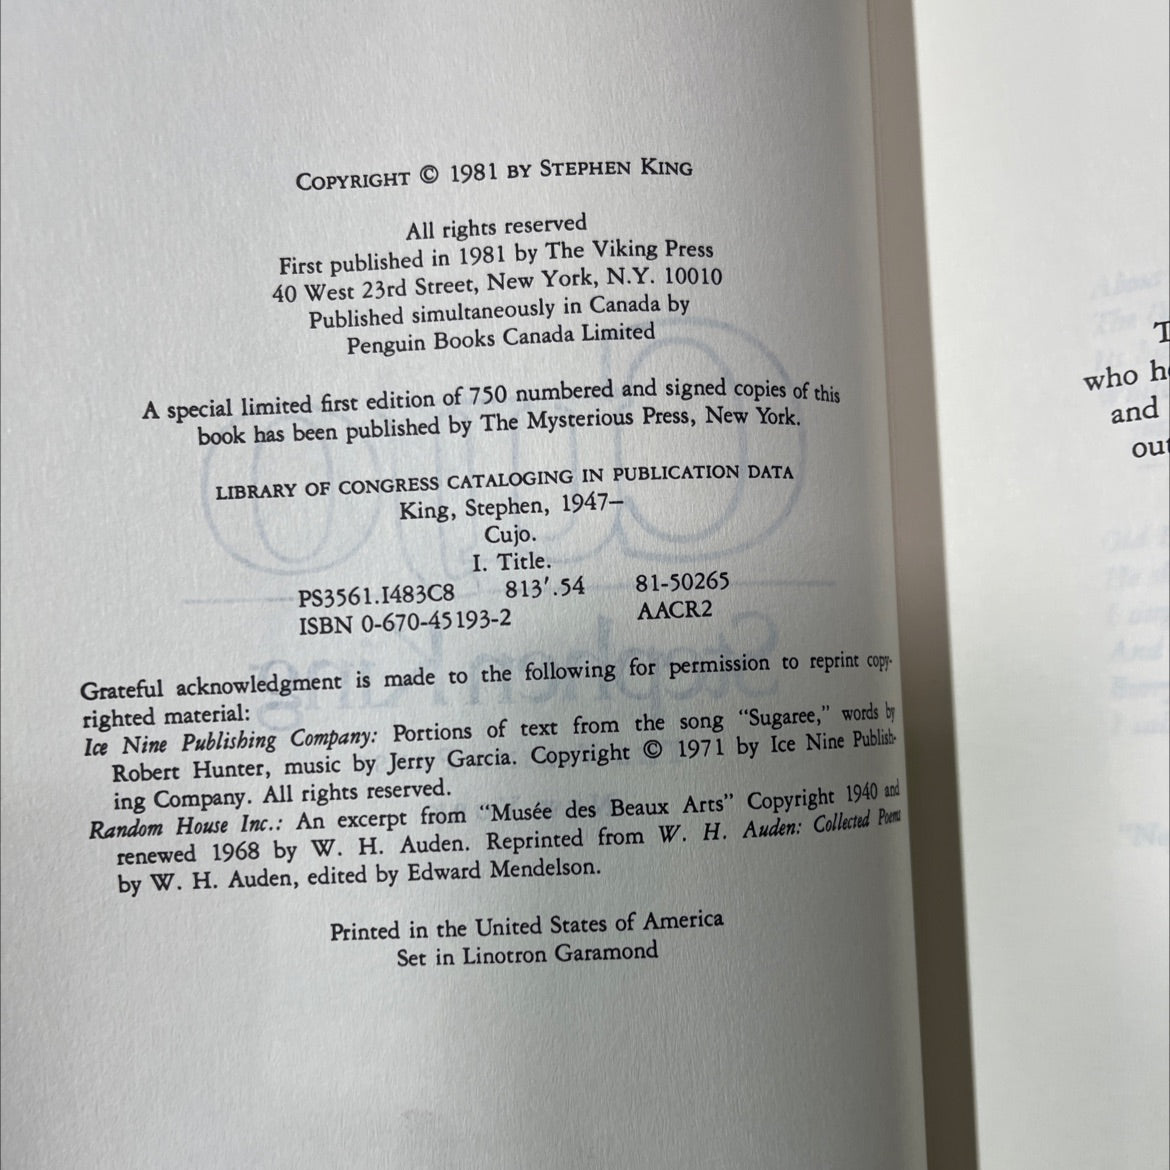 COPYRIGHT © 1981 BY STEPHEN KING
All rights reserved
First published in 1981 by The Viking Press
40 West 23rd Street, New York, N.Y. 10010
Published simultaneously in Canada by
Penguin Books Canada Limited
A special limited first edition of 750 numbered and signed copies of this
book has been published by The Mysterious Press, New York.
LIBRARY OF CONGRESS CATALOGING IN PUBLICATION DATA
King, Stephen, 1947–
Cujo.
I. Title.
PS3561.I483C8 813′.54 81-50265
ISBN 0-670-45193-2 AACR2
Grateful acknowledgment is made to the following for permission to reprint copy-
righted material:
Ice Nine Publishing Company: Portions of text from the song “Sugaree,” words by
Robert Hunter, music by Jerry Garcia. Copyright © 1971 by Ice Nine Publish-
ing Company. All rights reserved.
Random House Inc.: An excerpt from “Musée des Beaux Arts” Copyright 1940 and
renewed 1968 by W. H. Auden. Reprinted from W. H. Auden: Collected Poems
by W. H. Auden, edited by Edward Mendelson.
Printed in the United States of America
Set in Linotron Garamond
who
and